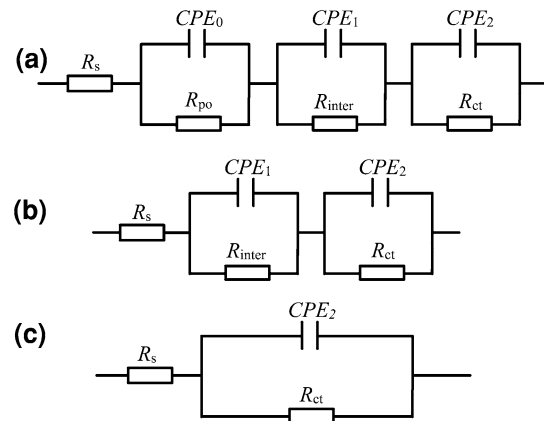 CPE0 CPE1 CPE2
(a) Rs
Rpo Rinter Rct
CPE1 CPE2
(b) Rs
Rinter Rct
CPE2
(c) Rs
Rct